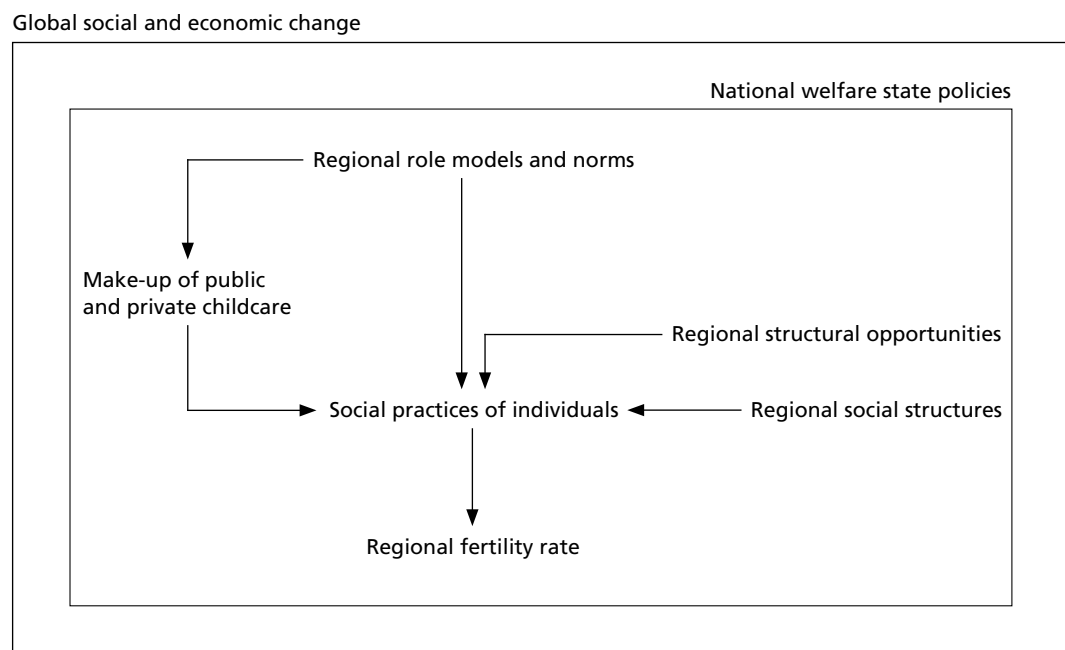 Global social and economic change
National welfare state policies
Regional role models and norms
Make-up of public
and private childcare
Regional structural opportunities
Social practices of individuals
Regional social structures
Regional fertility rate